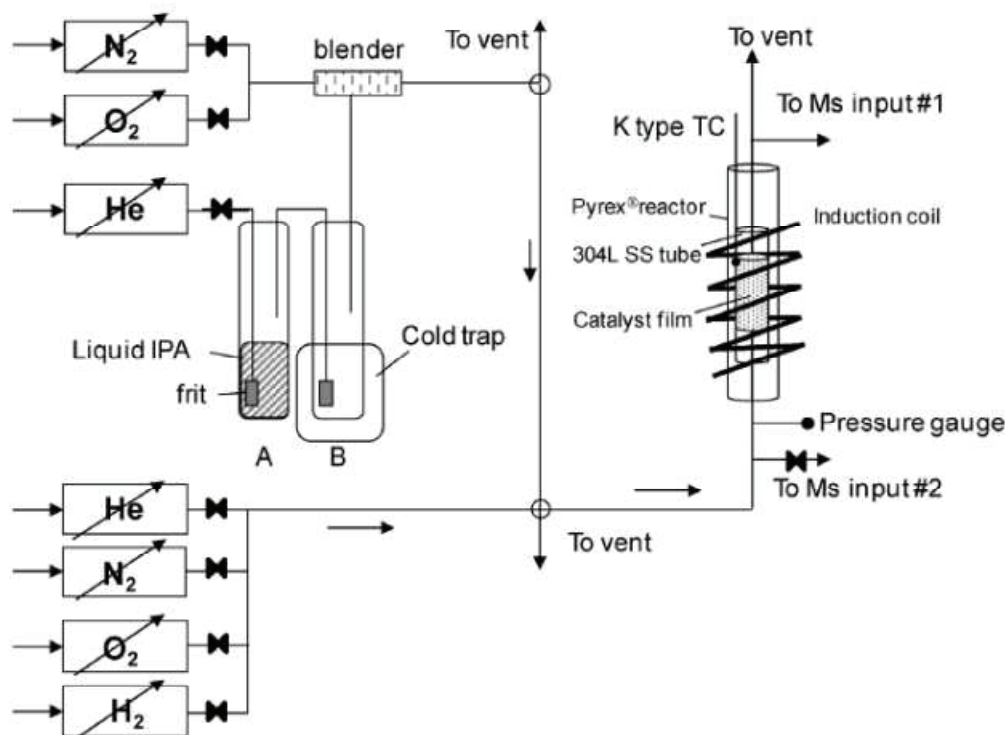 N2
O2
He
blender
To vent
Liquid IPA
frit
A
B
Cold trap
To vent
To Ms input #1
K type TC
Pyrex®reactor
304L SS tube
Catalyst film
Induction coil
Pressure gauge
To Ms input #2
He
N2
O2
H2
To vent